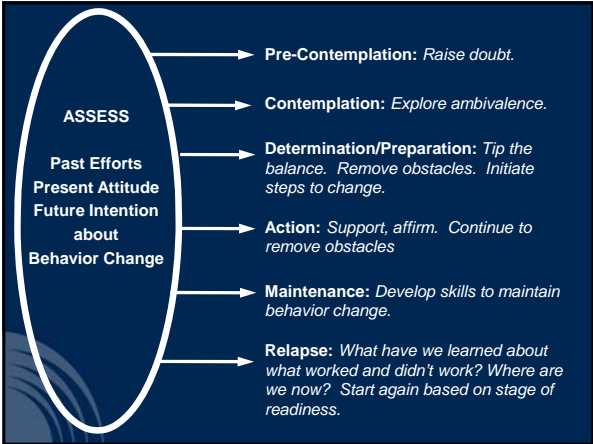 ASSESS
Past Efforts
Present Attitude
Future Intention
about
Behavior Change
Pre-Contemplation: Raise doubt.
Contemplation: Explore ambivalence.
Determination/Preparation: Tip the
balance. Remove obstacles. Initiate
steps to change.
Action: Support, affirm. Continue to
remove obstacles
Maintenance: Develop skills to maintain
behavior change.
Relapse: What have we learned about
what worked and didn't work? Where are
we now? Start again based on stage of
readiness.